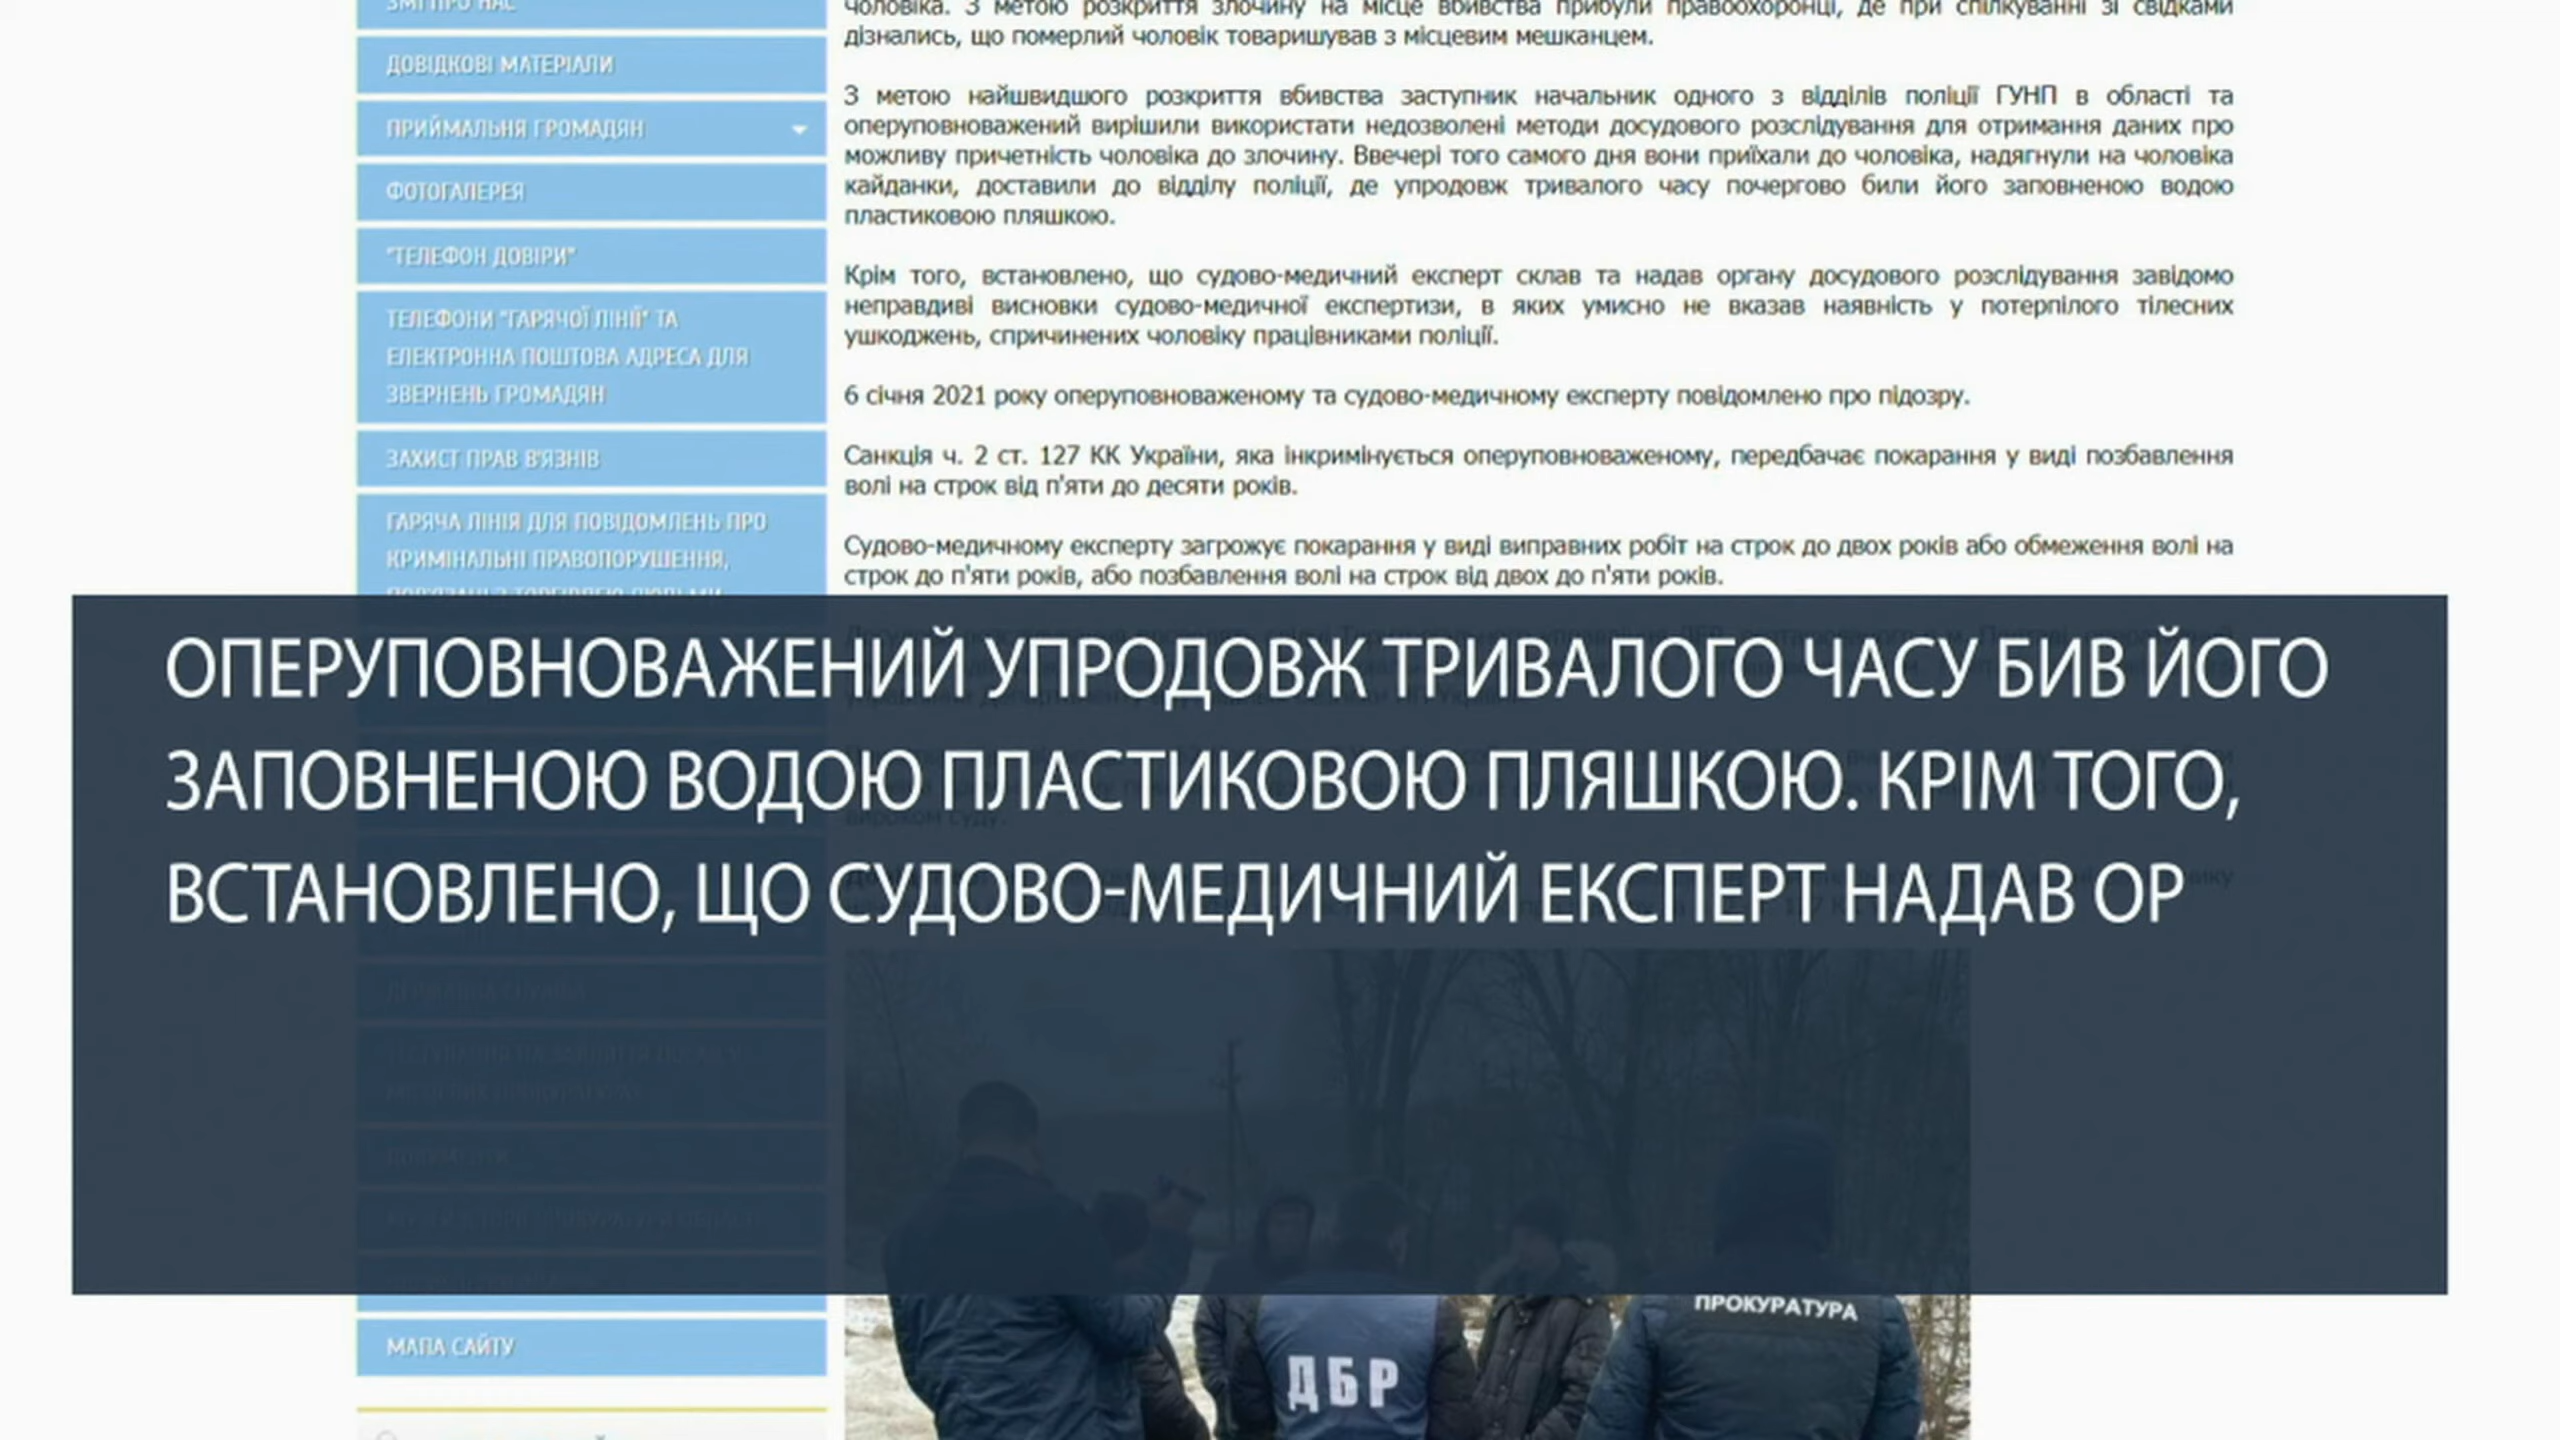 ЗМІ ПРО НАС
ДОВІДКОВІ МАТЕРІАЛИ
ПРИЙМАЛЬНЯ ГРОМАДЯН
ФОТОГАЛЕРЕЯ
"ТЕЛЕФОН ДОВІРИ"
ТЕЛЕФОНИ "ГАРЯЧОЇ ЛІНІЇ" ТА
ЕЛЕКТРОННА ПОШТОВА АДРЕСА ДЛЯ
ЗВЕРНЕНЬ ГРОМАДЯН
ЗАХИСТ ПРАВ В'ЯЗНІВ
ГАРЯЧА ЛІНІЯ ДЛЯ ПОВІДОМЛЕНЬ ПРО
КРИМІНАЛЬНІ ПРАВОПОРУШЕННЯ,
ПОВ'ЯЗАНІ З ТОРГІВЛЕЮ ЛЮДЬМИ
МАПА САЙТУ
чоловіка. З метою розкриття злочину на місце вбивства прибули правоохоронці, де при спілкуванні зі свідками
дізнались, що померлий чоловік товаришував з місцевим мешканцем.
З метою найшвидшого розкриття вбивства заступник начальник одного з відділів поліції ГУНП в області та
оперуповноважений вирішили використати недозволені методи досудового розслідування для отримання даних про
можливу причетність чоловіка до злочину. Ввечері того самого дня вони приїхали до чоловіка, надягнули на чоловіка
кайданки, доставили до відділу поліції, де упродовж тривалого часу почергово били його заповненою водою
пластиковою пляшкою.
Крім того, встановлено, що судово-медичний експерт склав та надав органу досудового розслідування завідомо
неправдиві висновки судово-медичної експертизи, в яких умисно не вказав наявність у потерпілого тілесних
ушкоджень, спричинених чоловіку працівниками поліції.
6 січня 2021 року оперуповноваженому та судово-медичному експерту повідомлено про підозру.
Санкція ч. 2 ст. 127 КК України, яка інкримінується оперуповноваженому, передбачає покарання у виді позбавлення
волі на строк від п'яти до десяти років.
Судово-медичному експерту загрожує покарання у виді виправних робіт на строк до двох років або обмеження волі на
строк до п'яти років, або позбавлення волі на строк від двох до п'яти років.
ОПЕРУПОВНОВАЖЕНИЙ УПРОДОВЖ ТРИВАЛОГО ЧАСУ БИВ ЙОГО
ЗАПОВНЕНОЮ ВОДОЮ ПЛАСТИКОВОЮ ПЛЯШКОЮ. КРІМ ТОГО,
ВСТАНОВЛЕНО, ЩО СУДОВО-МЕДИЧНИЙ ЕКСПЕРТ НАДАВ ОР
ПРОКУРАТУРА
ДБР